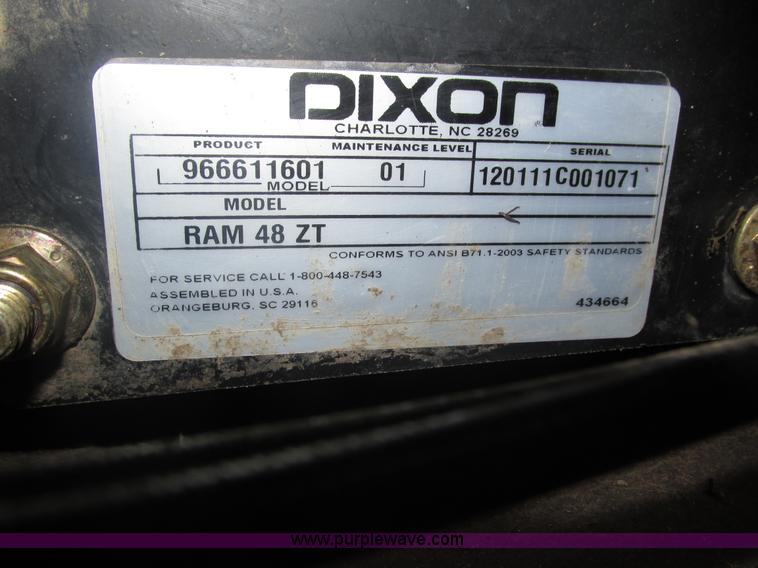 DIXON
CHARLOTTE, NC 28269
PRODUCT MAINTENANCE LEVEL SERIAL
966611601 01 120111C001071
MODEL
MODEL
RAM 48 ZT
CONFORMS TO ANSI B71.1-2003 SAFETY STANDARDS
FOR SERVICE CALL 1-800-448-7543
ASSEMBLED IN U.S.A.
ORANGEBURG, SC 29116 434664
www.purplewave.com